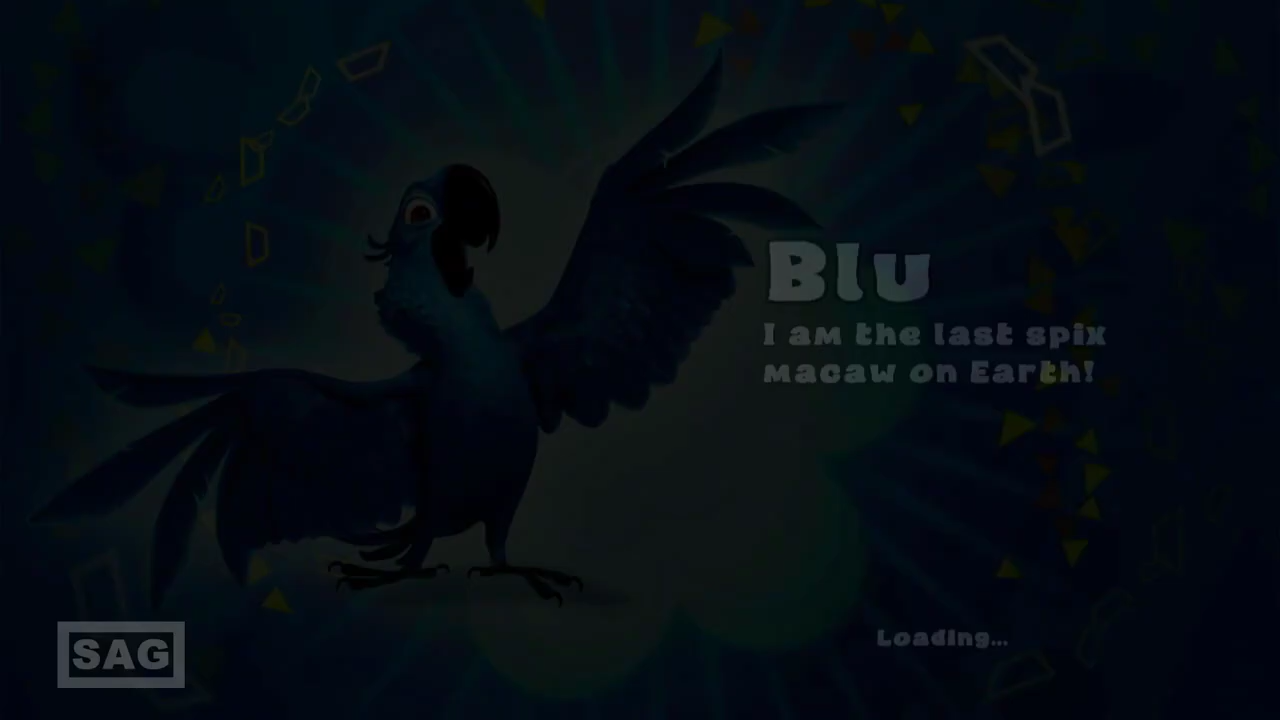 Blu
I am the last spix
macaw on Earth!
Loading...
SAG